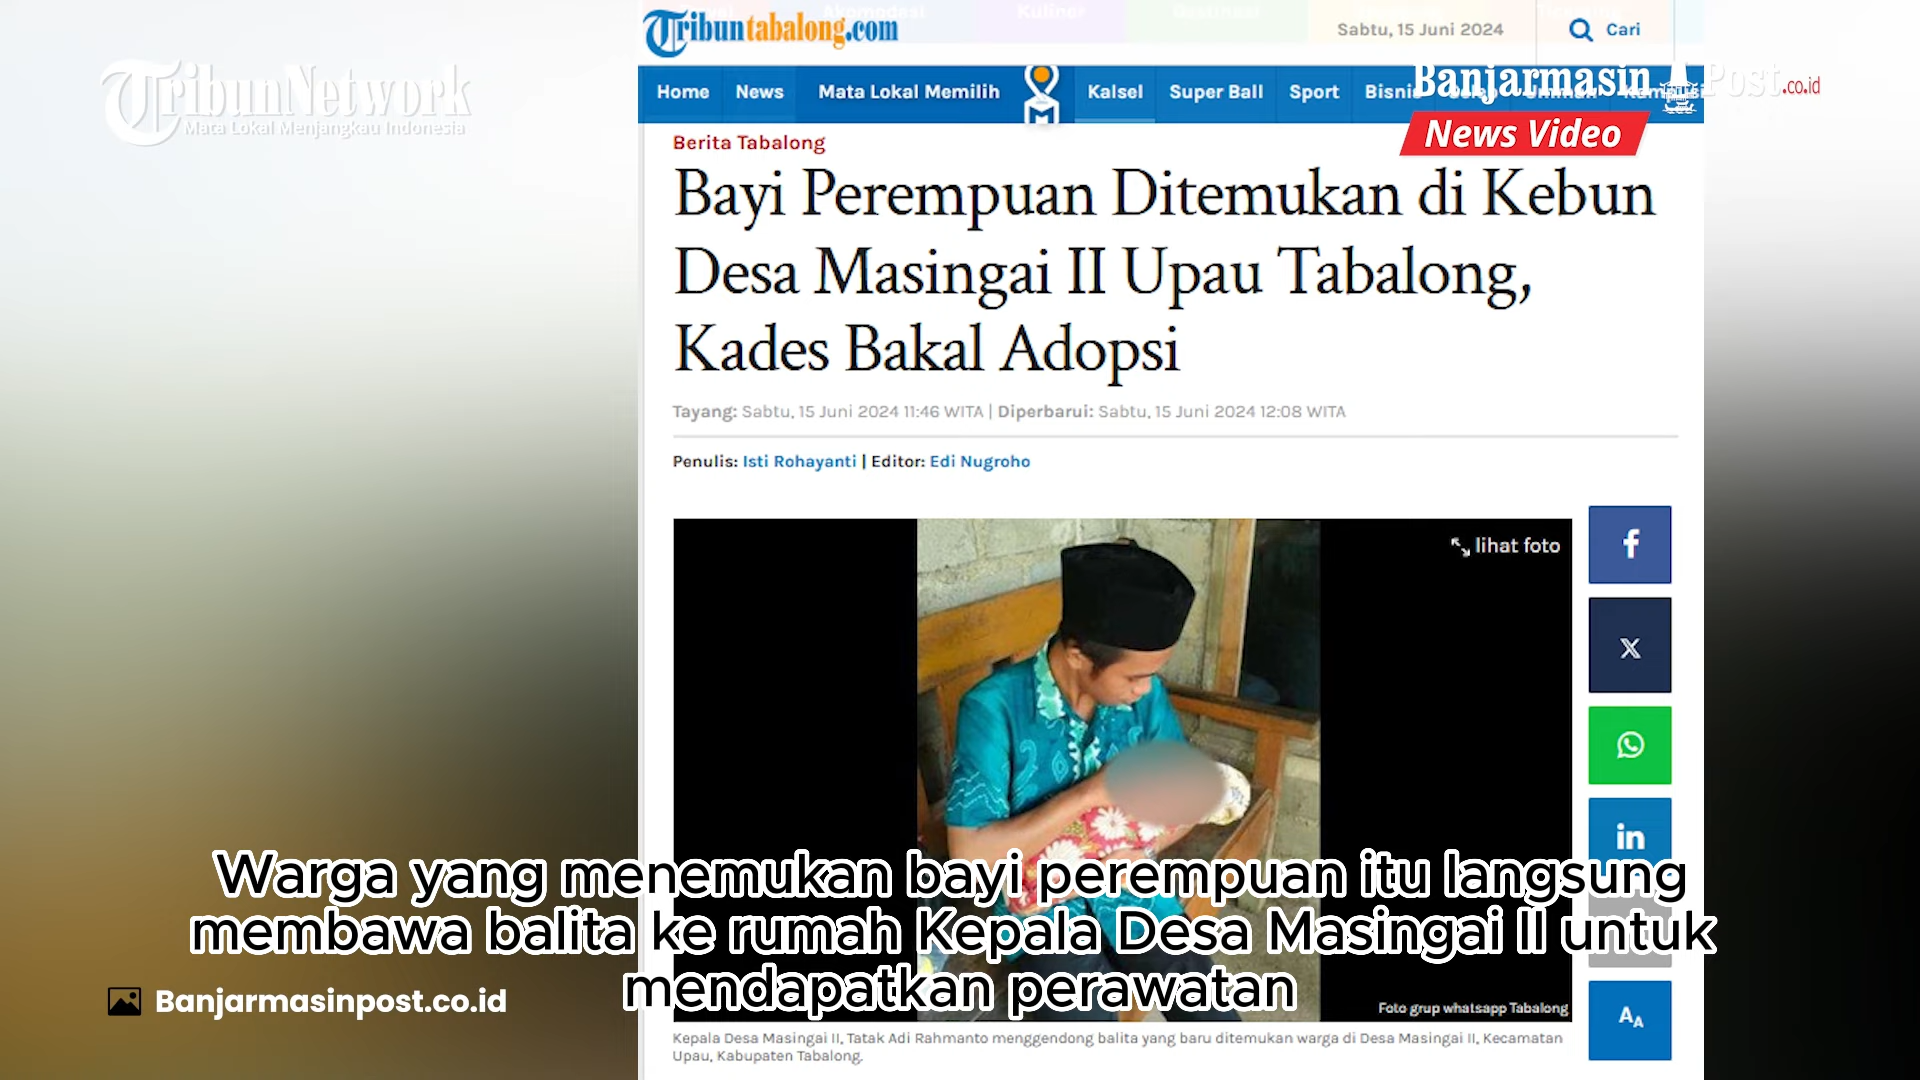 Tribuntabalong.com
Sabtu, 15 Juni 2024
Cari
TribunNetwork
Mata Lokal Menjangkau Indonesia
Home News Mata Lokal Memilih Kalsel Super Ball Sport Bisnis
Banjarmasin Post.co.id
News Video
Berita Tabalong
Bayi Perempuan Ditemukan di Kebun
Desa Masingai II Upau Tabalong,
Kades Bakal Adopsi
Tayang: Sabtu, 15 Juni 2024 11:46 WITA | Diperbarui: Sabtu, 15 Juni 2024 12:08 WITA
Penulis: Isti Rohayanti | Editor: Edi Nugroho
lihat foto
f
X
in
Warga yang menemukan bayi perempuan itu langsung
membawa balita ke rumah Kepala Desa Masingai II untuk
mendapatkan perawatan
Banjarmasinpost.co.id
Foto grup whatsapp Tabalong
AA
Kepala Desa Masingai II, Tatak Adi Rahmanto menggendong balita yang baru ditemukan warga di Desa Masingai II, Kecamatan
Upau, Kabupaten Tabalong.